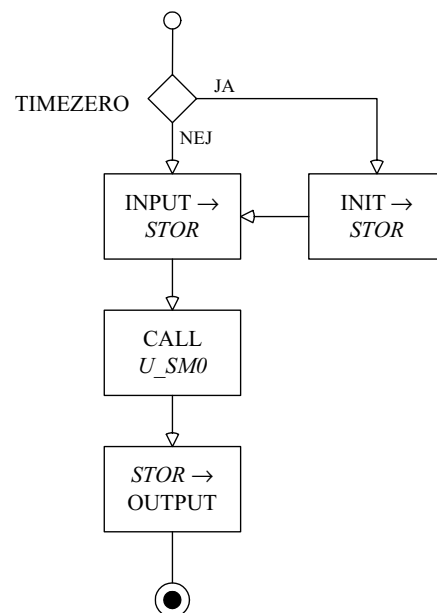 JA
TIMEZERO
NEJ
INPUT →
STOR
INIT →
STOR
CALL
U_SM0
STOR →
OUTPUT